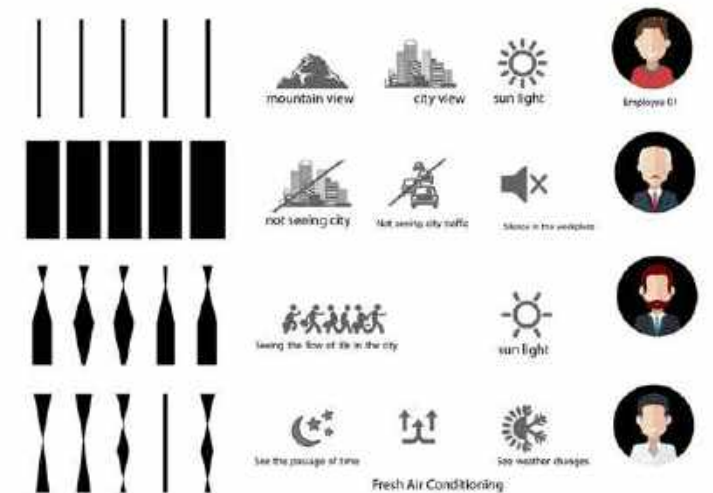 mountain view
city view
sun light
Employee 01
not seeing city
Not seeing city traffic
Silence in the workplace
Seeing the flow of life in the city
sun light
See the passage of time
See weather changes
Fresh Air Conditioning